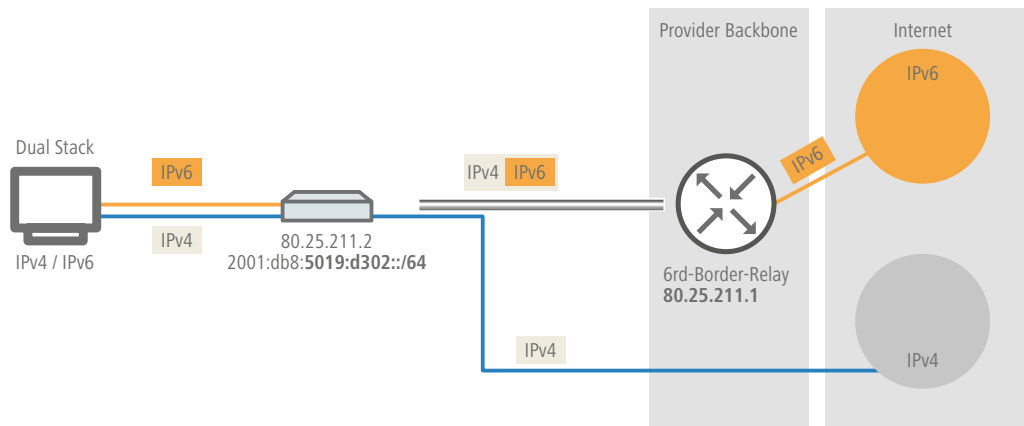 Provider Backbone
Internet
IPv6
Dual Stack
IPv6
IPv4 IPv6
IPv6
IPv4
IPv4 / IPv6
80.25.211.2
2001:db8:5019:d302::/64
6rd-Border-Relay
80.25.211.1
IPv4
IPv4